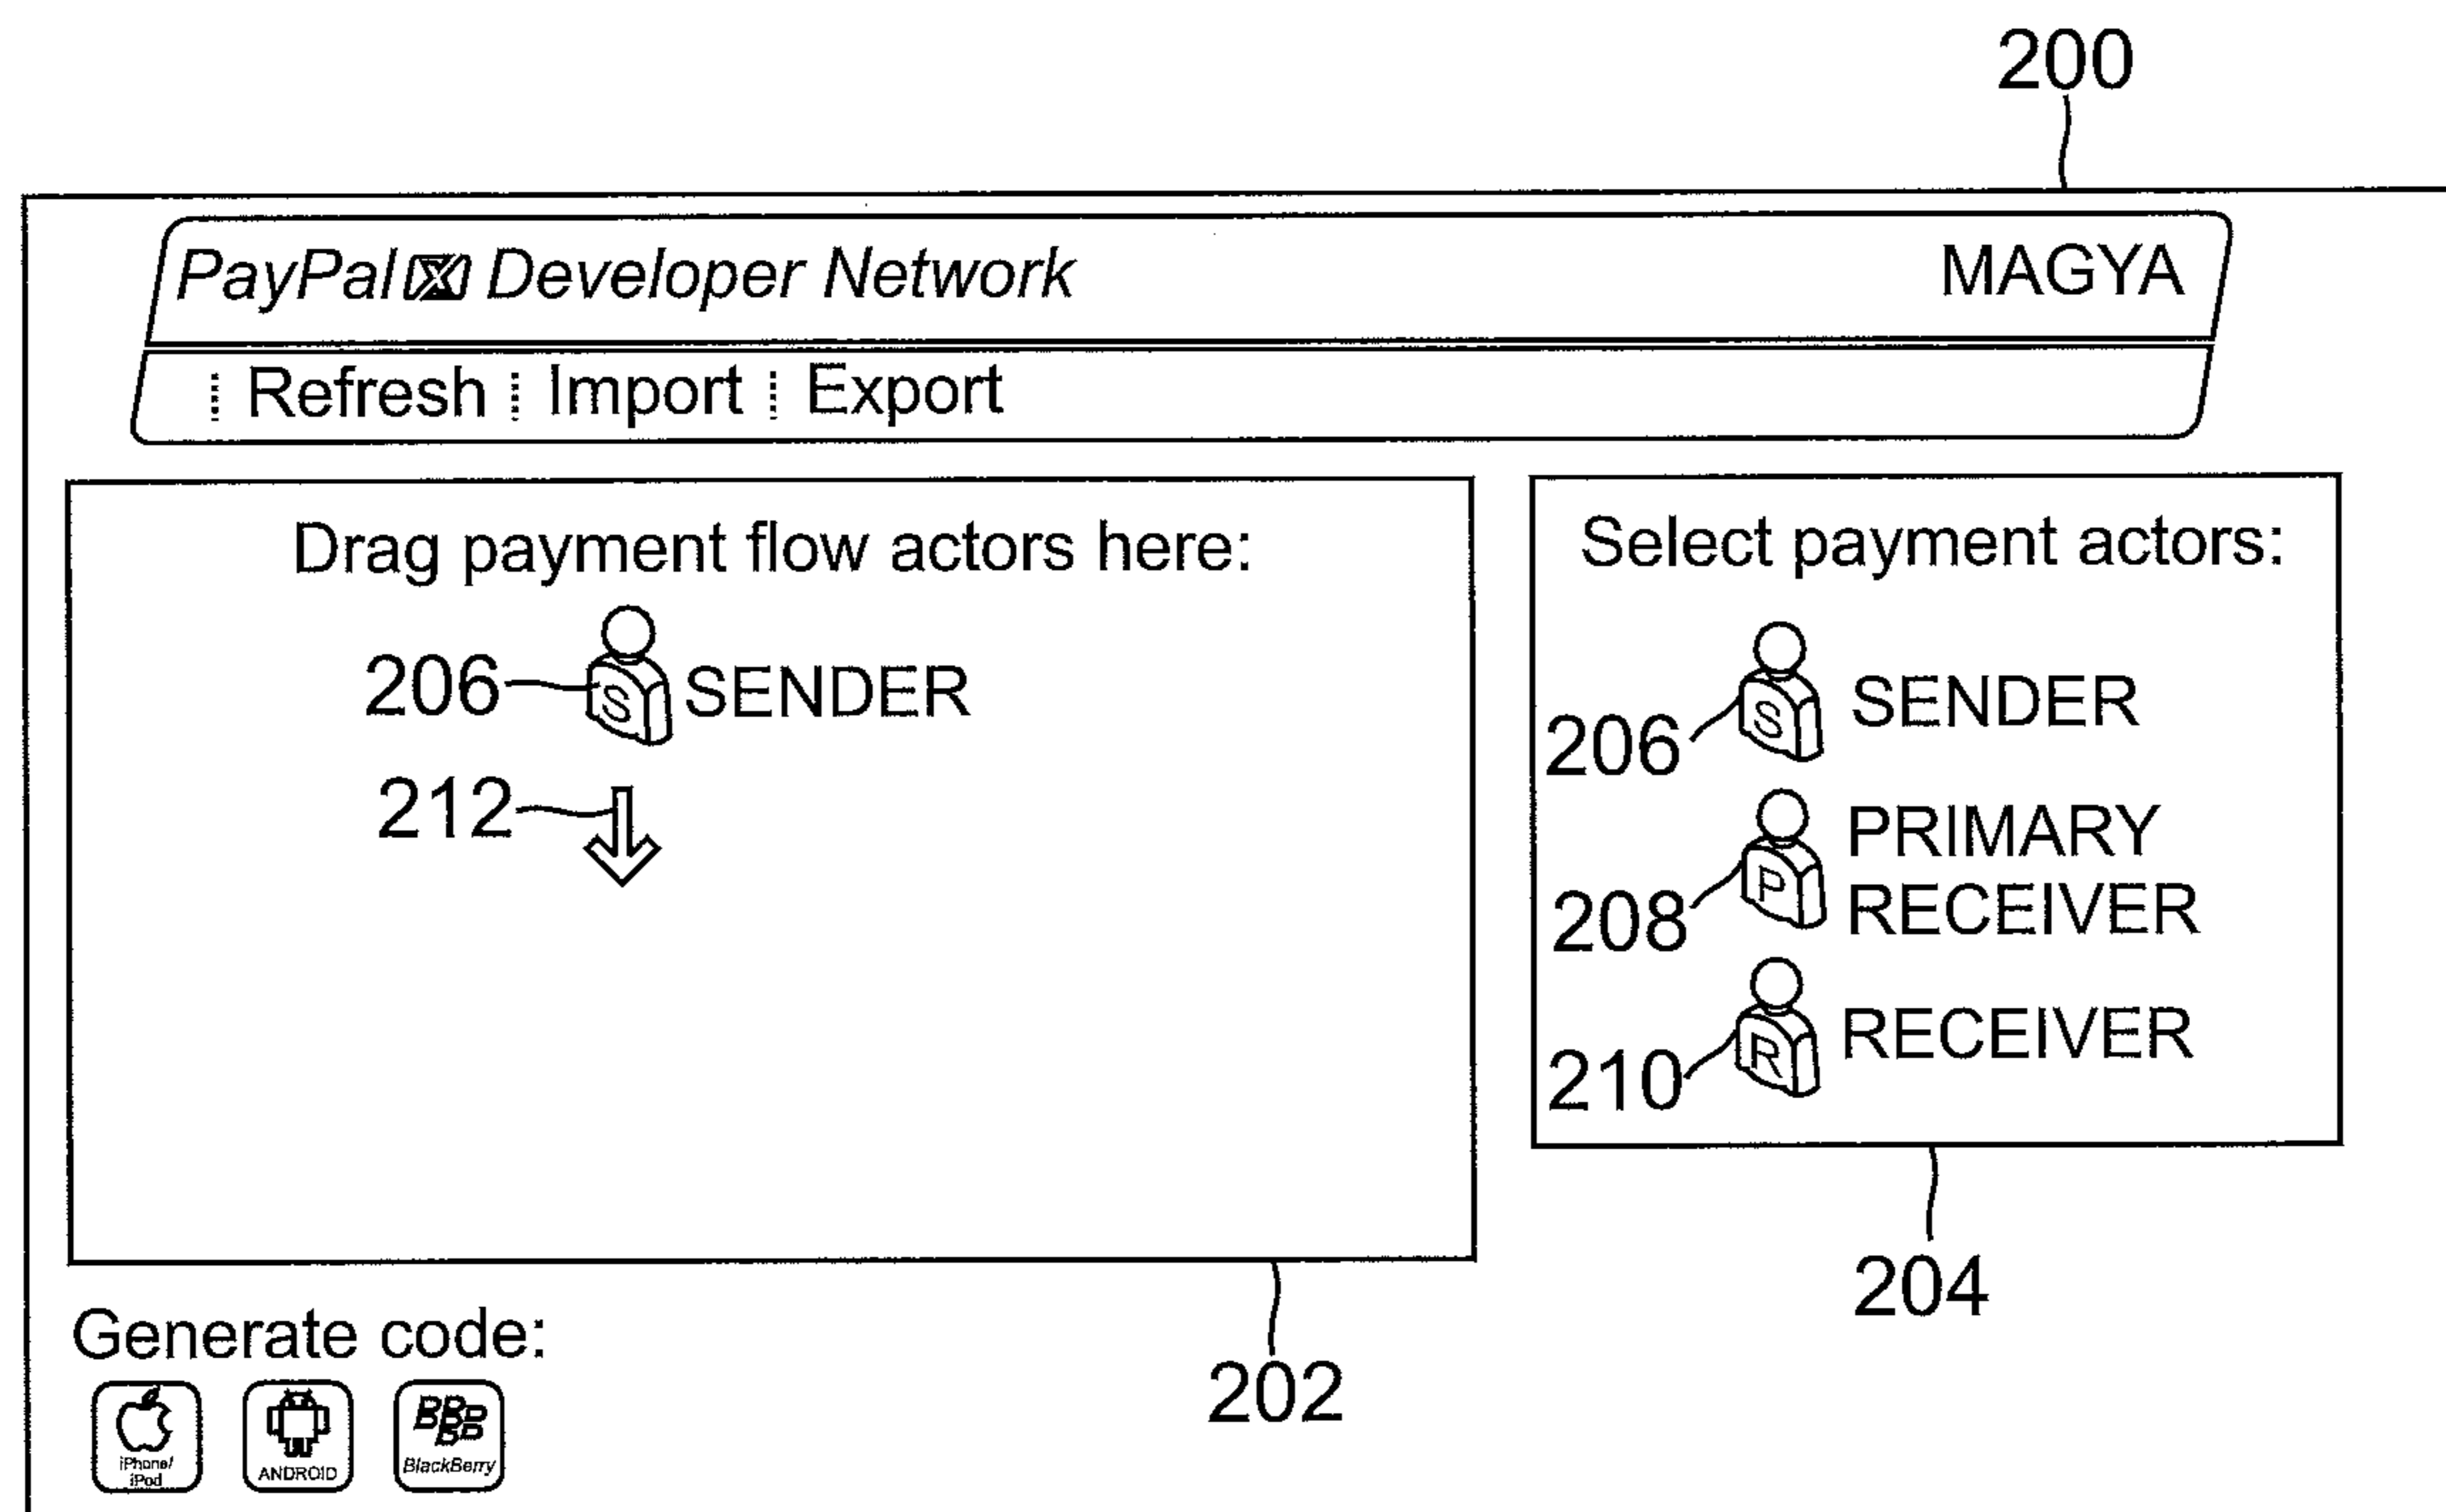 200
PayPal X Developer Network MAGYA
Refresh Import Export
Drag payment flow actors here:
206 S SENDER
212
Select payment actors:
206 S SENDER
208 P PRIMARY
RECEIVER
210 R RECEIVER
204
202
Generate code:
iPhone/
iPod
ANDROID
BlackBerry